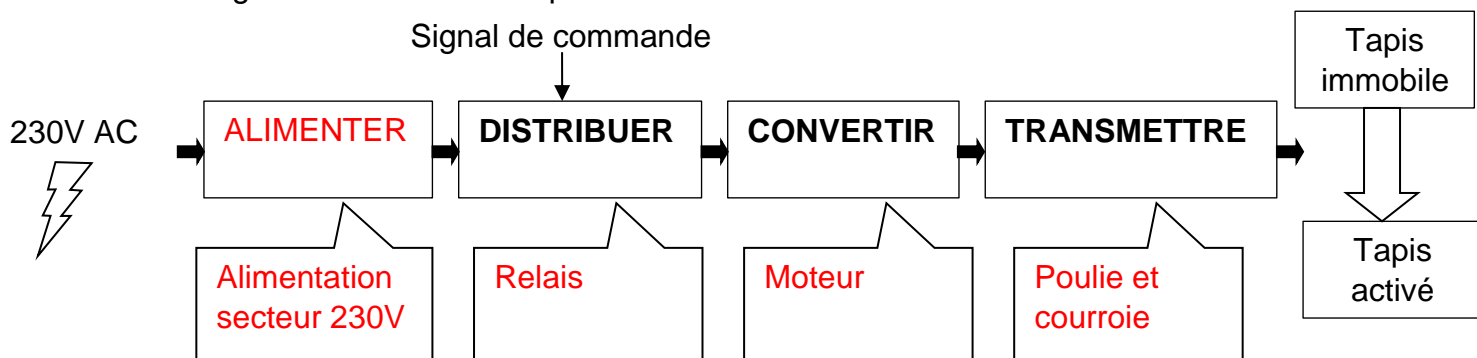 Signal de commande
230V AC
ALIMENTER
DISTRIBUER
CONVERTIR
TRANSMETTRE
Tapis
immobile
Alimentation
secteur 230V
Relais
Moteur
Poulie et
courroie
Tapis
activé